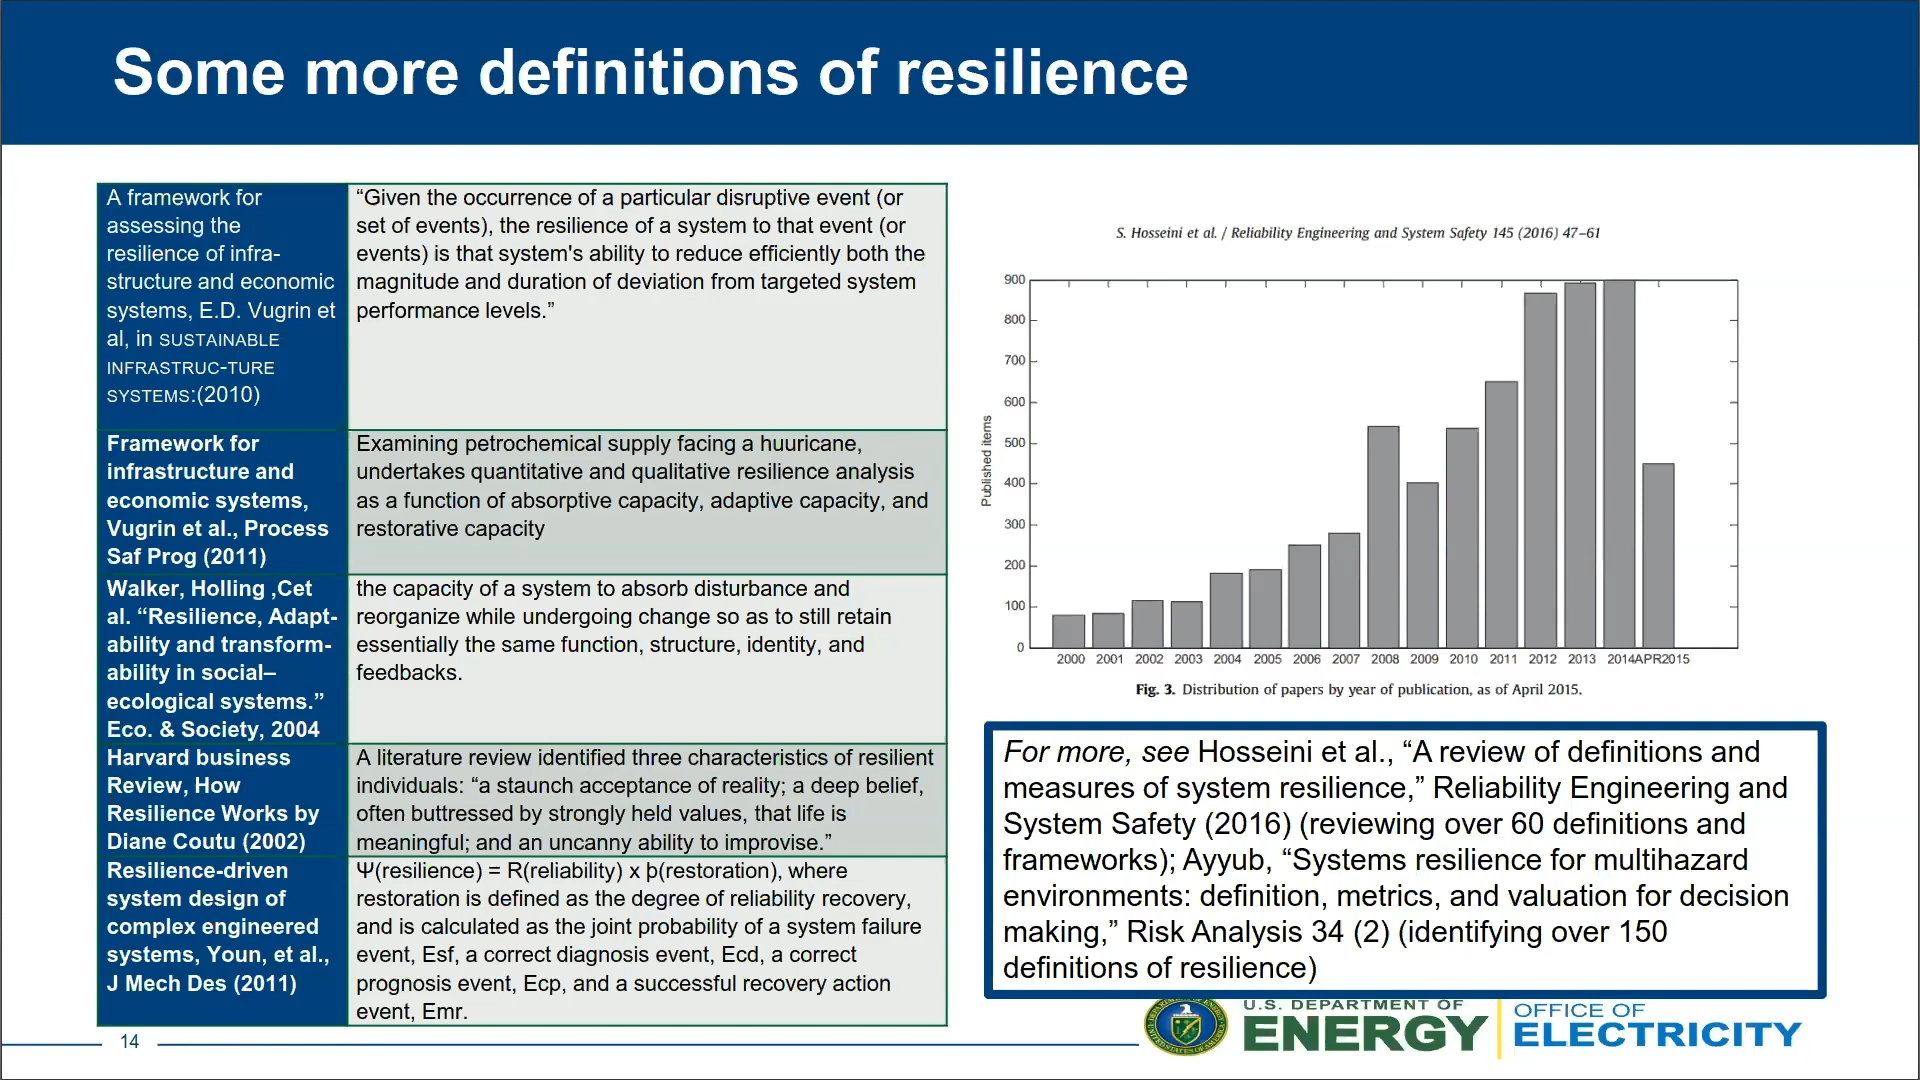 Some more definitions of resilience
A framework for
assessing the
resilience of infra-
structure and economic
systems, E.D. Vugrin et
al, in SUSTAINABLE
INFRASTRUC-TURE
SYSTEMS:(2010)
“Given the occurrence of a particular disruptive event (or
set of events), the resilience of a system to that event (or
events) is that system's ability to reduce efficiently both the
magnitude and duration of deviation from targeted system
performance levels.”
Framework for
infrastructure and
economic systems,
Vugrin et al., Process
Saf Prog (2011)
Examining petrochemical supply facing a huuricane,
undertakes quantitative and qualitative resilience analysis
as a function of absorptive capacity, adaptive capacity, and
restorative capacity
Walker, Holling ,Cet
al. “Resilience, Adapt-
ability and transform-
ability in social–
ecological systems.”
Eco. & Society, 2004
the capacity of a system to absorb disturbance and
reorganize while undergoing change so as to still retain
essentially the same function, structure, identity, and
feedbacks.
Harvard business
Review, How
Resilience Works by
Diane Coutu (2002)
A literature review identified three characteristics of resilient
individuals: “a staunch acceptance of reality; a deep belief,
often buttressed by strongly held values, that life is
meaningful; and an uncanny ability to improvise.”
Resilience-driven
system design of
complex engineered
systems, Youn, et al.,
J Mech Des (2011)
Ψ(resilience) = R(reliability) x þ(restoration), where
restoration is defined as the degree of reliability recovery,
and is calculated as the joint probability of a system failure
event, Esf, a correct diagnosis event, Ecd, a correct
prognosis event, Ecp, and a successful recovery action
event, Emr.
S. Hosseini et al. / Reliability Engineering and System Safety 145 (2016) 47–61
900
800
700
600
500
400
300
200
100
0
Published items
2000 2001 2002 2003 2004 2005 2006 2007 2008 2009 2010 2011 2012 2013 2014APR2015
Fig. 3. Distribution of papers by year of publication, as of April 2015.
For more, see Hosseini et al., “A review of definitions and
measures of system resilience,” Reliability Engineering and
System Safety (2016) (reviewing over 60 definitions and
frameworks); Ayyub, “Systems resilience for multihazard
environments: definition, metrics, and valuation for decision
making,” Risk Analysis 34 (2) (identifying over 150
definitions of resilience)
14
U.S. DEPARTMENT OF
ENERGY
OFFICE OF
ELECTRICITY